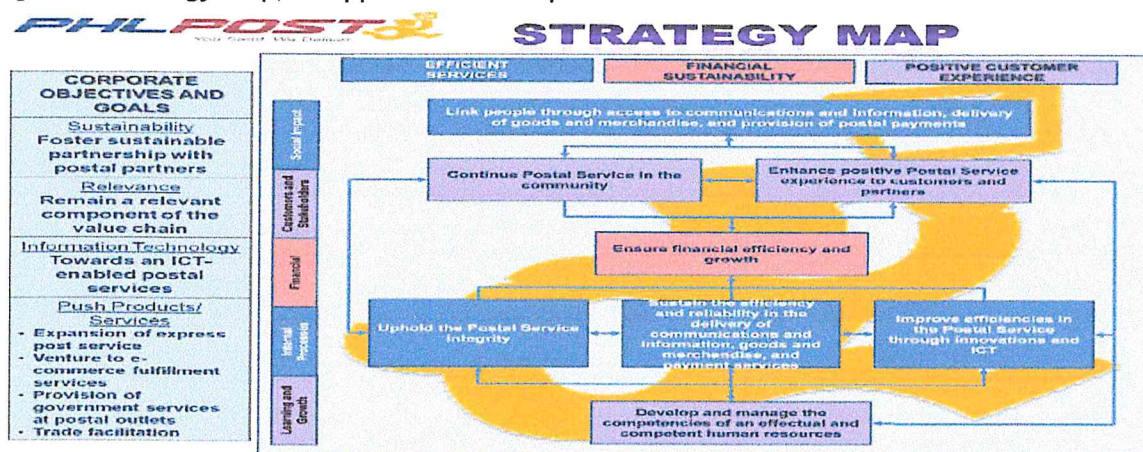 PHLPOST
You Send. We Deliver.
STRATEGY MAP
CORPORATE
OBJECTIVES AND
GOALS
Sustainability
Foster sustainable
partnership with
postal partners
Relevance
Remain a relevant
component of the
value chain
Information Technology
Towards an ICT-
enabled postal
services
Push Products/
Services
• Expansion of express
post service
• Venture to e-
commerce fulfillment
services
• Provision of
government services
at postal outlets
• Trade facilitation
EFFICIENT
SERVICES
FINANCIAL
SUSTAINABILITY
POSITIVE CUSTOMER
EXPERIENCE
Social Impact
Link people through access to communications and information, delivery
of goods and merchandise, and provision of postal payments
Customers and
Stakeholders
Continue Postal Service in the
community
Enhance positive Postal Service
experience to customers and
partners
Financial
Ensure financial efficiency and
growth
Internal
Processes
Uphold the Postal Service
integrity
Sustain the efficiency
and reliability in the
delivery of
communications and
information, goods and
merchandise, and
payment services
Improve efficiencies in
the Postal Service
through innovations and
ICT
Learning and
Growth
Develop and manage the
competencies of an effectual and
competent human resources